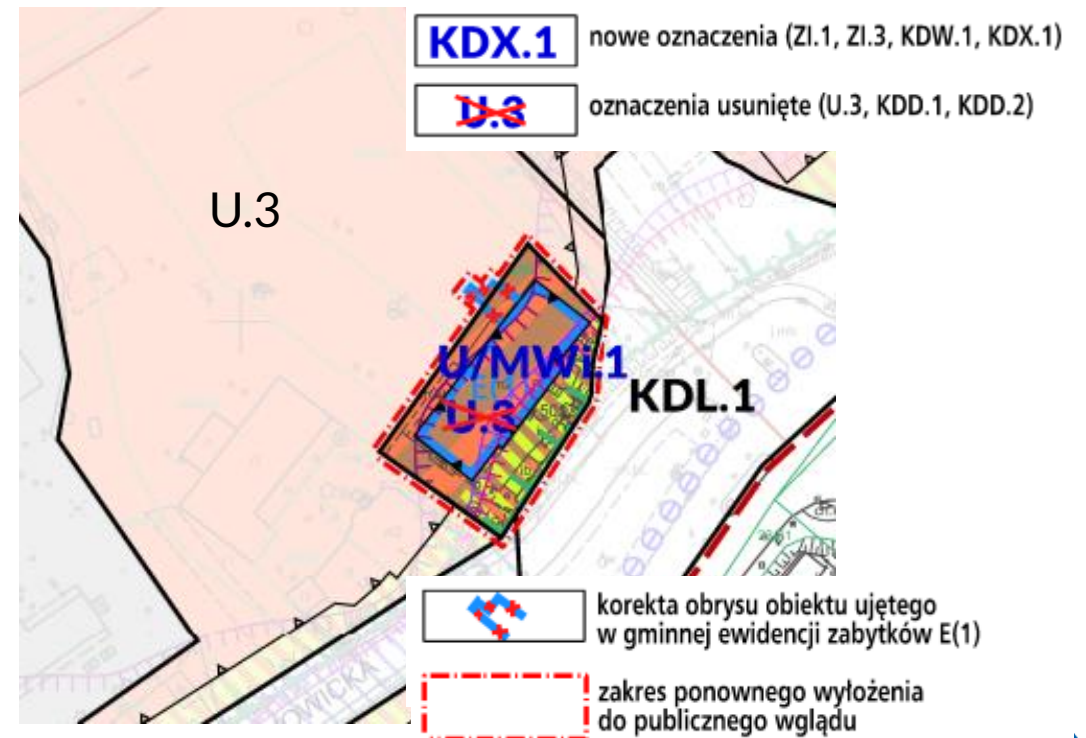 KDX.1 nowe oznaczenia (ZI.1, ZI.3, KDW.1, KDX.1)
U.3 oznaczenia usunięte (U.3, KDD.1, KDD.2)
U.3
U/MWi.1
U.3
KDL.1
korekta obrysu obiektu ujętego
w gminnej ewidencji zabytków E(1)
OWICKA
zakres ponownego wyłożenia
do publicznego wglądu